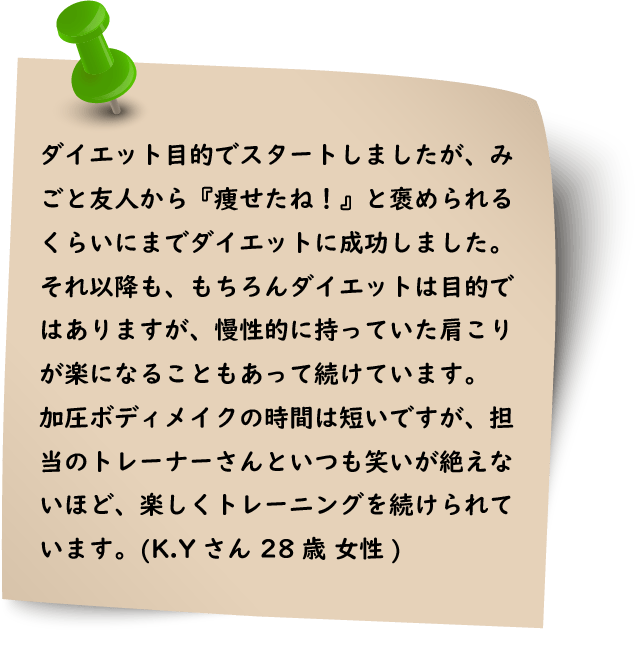 ダイエット目的でスタートしましたが、み
ごと友人から『痩せたね！』と褒められる
くらいにまでダイエットに成功しました。
それ以降も、もちろんダイエットは目的で
はありますが、慢性的に持っていた肩こり
が楽になることもあって続けています。
加圧ボディメイクの時間は短いですが、担
当のトレーナーさんといつも笑いが絶えな
いほど、楽しくトレーニングを続けられて
います。(K.Y さん 28 歳 女性 )